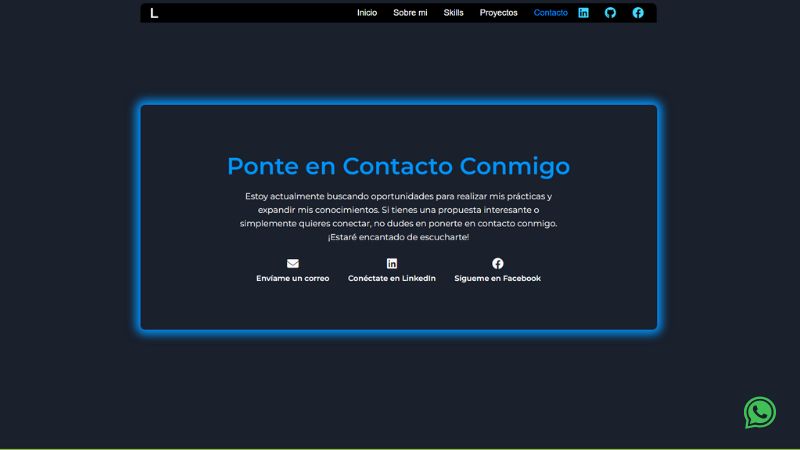 L
Inicio Sobre mi Skills Proyectos Contacto
Ponte en Contacto Conmigo
Estoy actualmente buscando oportunidades para realizar mis prácticas y
expandir mis conocimientos. Si tienes una propuesta interesante o
simplemente quieres conectar, no dudes en ponerte en contacto conmigo.
¡Estaré encantado de escucharte!
Envíame un correo Conéctate en LinkedIn Sígueme en Facebook